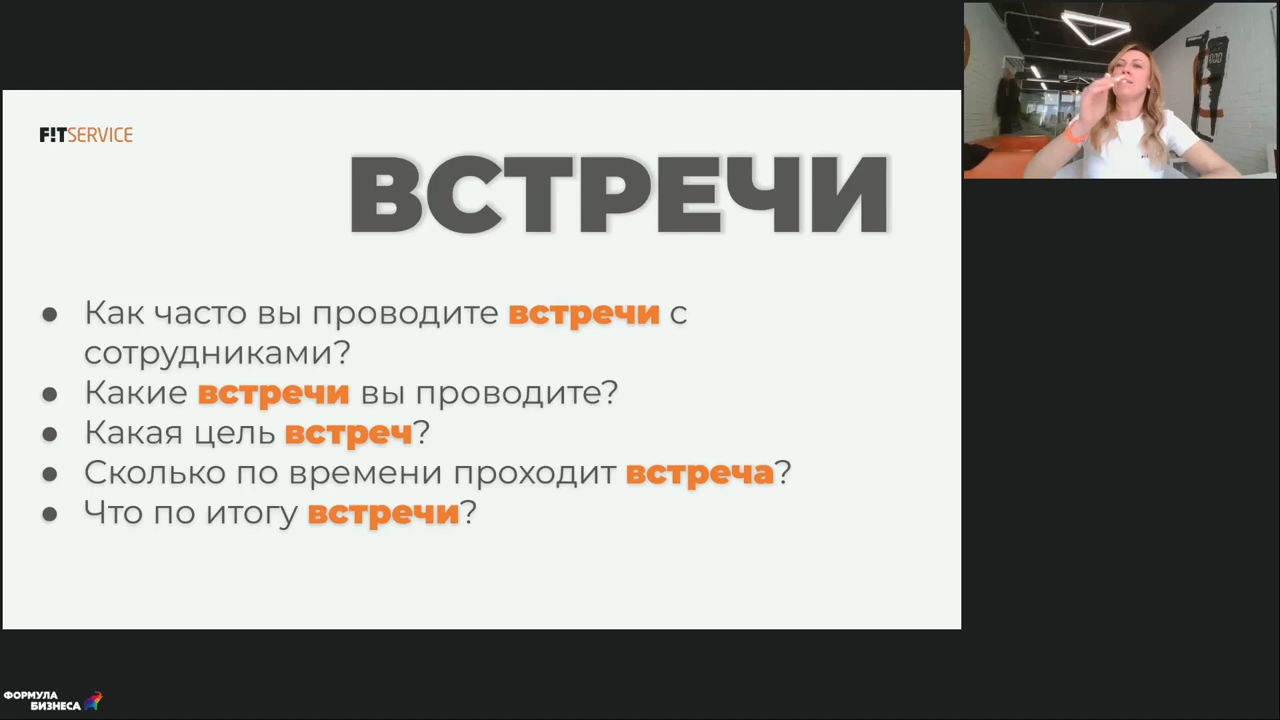 F!TSERVICE
ВСТРЕЧИ
● Как часто вы проводите встречи с
сотрудниками?
● Какие встречи вы проводите?
● Какая цель встреч?
● Сколько по времени проходит встреча?
● Что по итогу встречи?
ФОРМУЛА
БИЗНЕСА